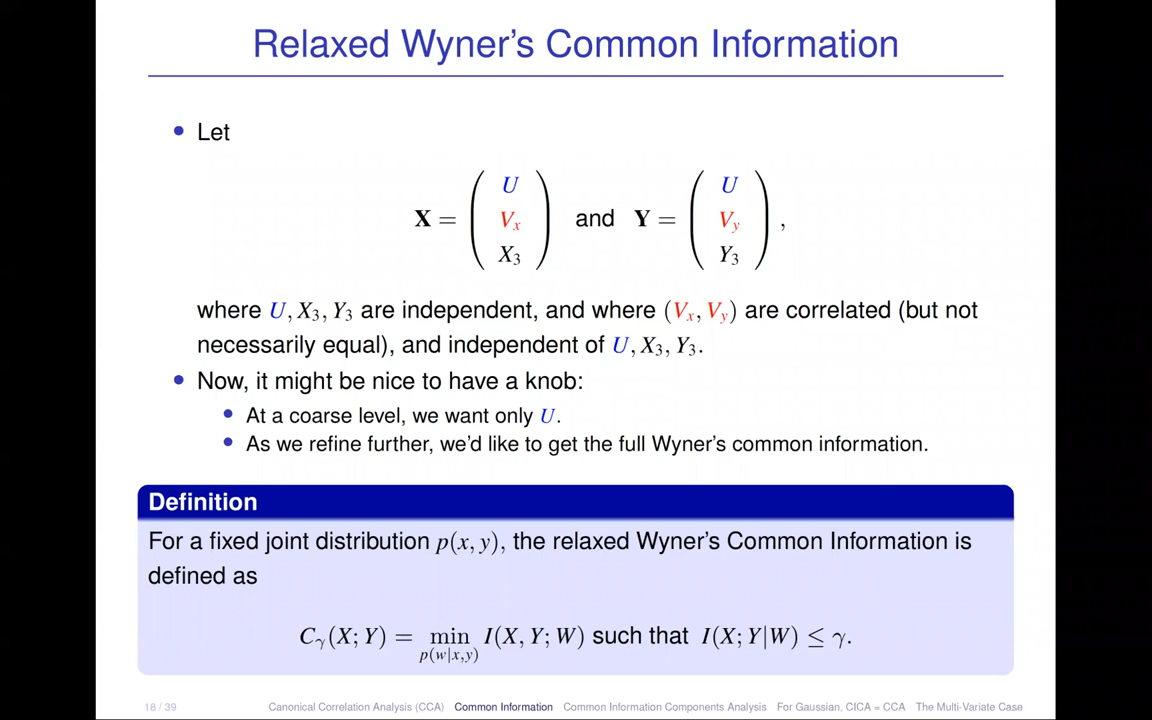 Relaxed Wyner's Common Information
• Let
X = ( U V_x X_3 ) and Y = ( U V_y Y_3 ) ,
where U, X_3, Y_3 are independent, and where (V_x, V_y) are correlated (but not
necessarily equal), and independent of U, X_3, Y_3.
• Now, it might be nice to have a knob:
• At a coarse level, we want only U.
• As we refine further, we'd like to get the full Wyner's common information.
Definition
For a fixed joint distribution p(x, y), the relaxed Wyner's Common Information is
defined as
C_γ(X; Y) = min_{p(w|x,y)} I(X, Y; W) such that I(X; Y|W) ≤ γ.
18 / 39 Canonical Correlation Analysis (CCA) Common Information Common Information Components Analysis For Gaussian, CICA = CCA The Multi-Variate Case